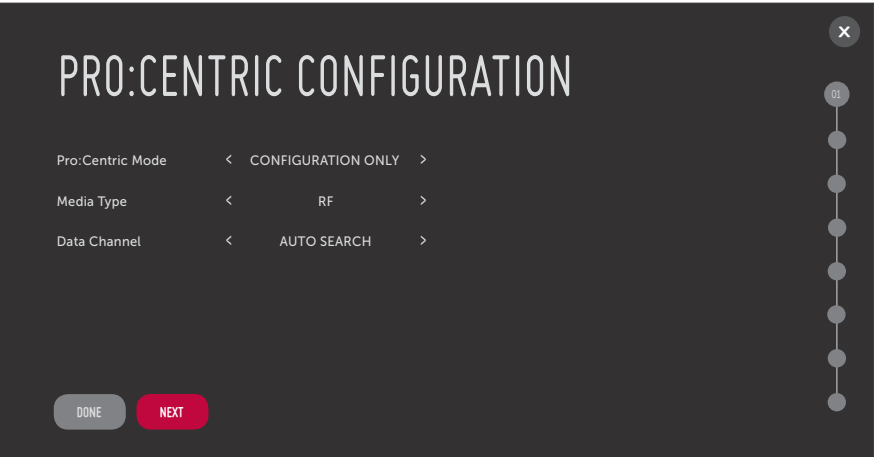 X
PRO:CENTRIC CONFIGURATION
01
Pro:Centric Mode < CONFIGURATION ONLY >
Media Type < RF >
Data Channel < AUTO SEARCH >
DONE NEXT